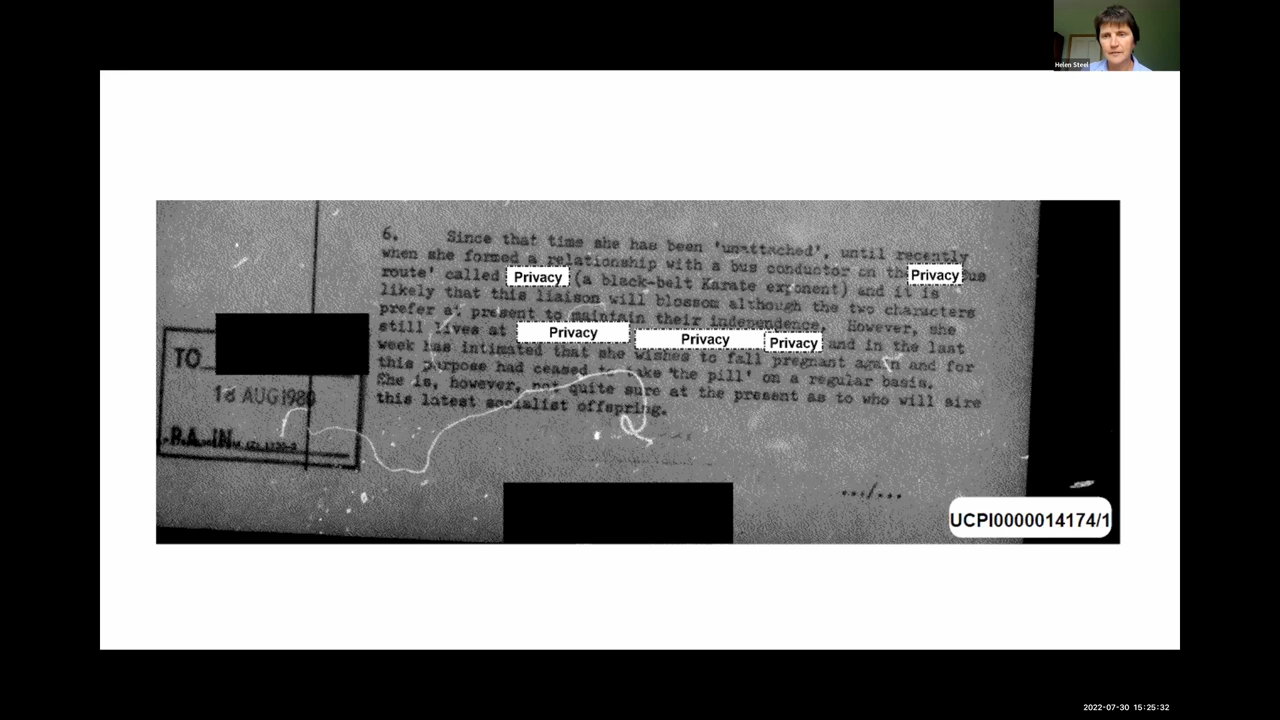 Helen Steel
6. Since that time she has been 'unattached', until recently
when she formed a relationship with a bus conductor on the Privacy bus
route' called Privacy (a black-belt Karate exponent) and it is
likely that this liaison will blossom although the two characters
prefer at present to maintain their independence. However, she
still lives at Privacy Privacy Privacy and in the last
week has intimated that she wishes to fall pregnant again and for
this purpose had ceased to take 'the pill' on a regular basis.
She is, however, not quite sure at the present as to who will sire
this latest socialist offspring.
TO
18 AUG 1980
R.A. IN
.../...
UCPI0000014174/1
2022-07-30 15:25:32